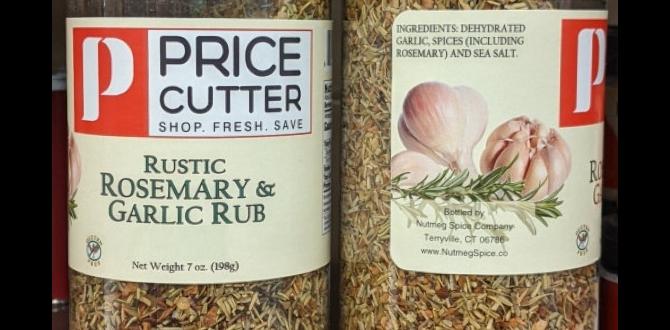 P
PRICE
CUTTER
SHOP. FRESH. SAVE
RUSTIC
ROSEMARY &
GARLIC RUB
Net Weight 7 oz. (198g)
INGREDIENTS: DEHYDRATED
GARLIC, SPICES (INCLUDING
ROSEMARY) AND SEA SALT.
Bottled by
Nutmeg Spice Company
Terryville, CT 06786
www.NutmegSpice.co